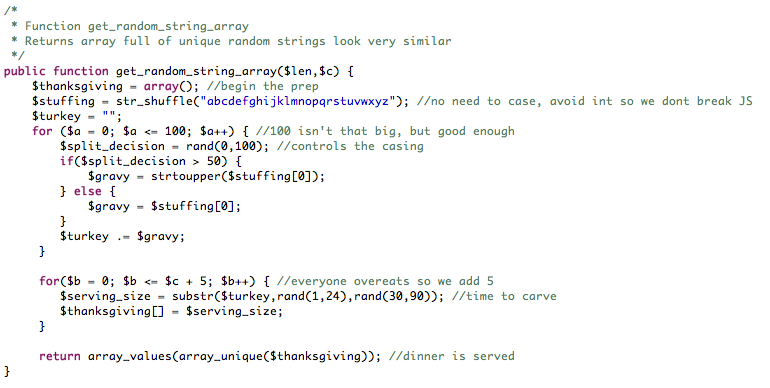 /*
 * Function get_random_string_array
 * Returns array full of unique random strings look very similar
 */
public function get_random_string_array($len,$c) {
    $thanksgiving = array(); //begin the prep
    $stuffing = str_shuffle("abcdefghijklmnopqrstuvwxyz"); //no need to case, avoid int so we dont break JS
    $turkey = "";
    for ($a = 0; $a <= 100; $a++) { //100 isn't that big, but good enough
        $split_decision = rand(0,100); //controls the casing
        if($split_decision > 50) {
            $gravy = strtoupper($stuffing[0]);
        } else {
            $gravy = $stuffing[0];
        }
        $turkey .= $gravy;
     }

     for($b = 0; $b <= $c + 5; $b++) { //everyone overeats so we add 5
        $serving_size = substr($turkey,rand(1,24),rand(30,90)); //time to carve
        $thanksgiving[] = $serving_size;
     }

     return array_values(array_unique($thanksgiving)); //dinner is served
}